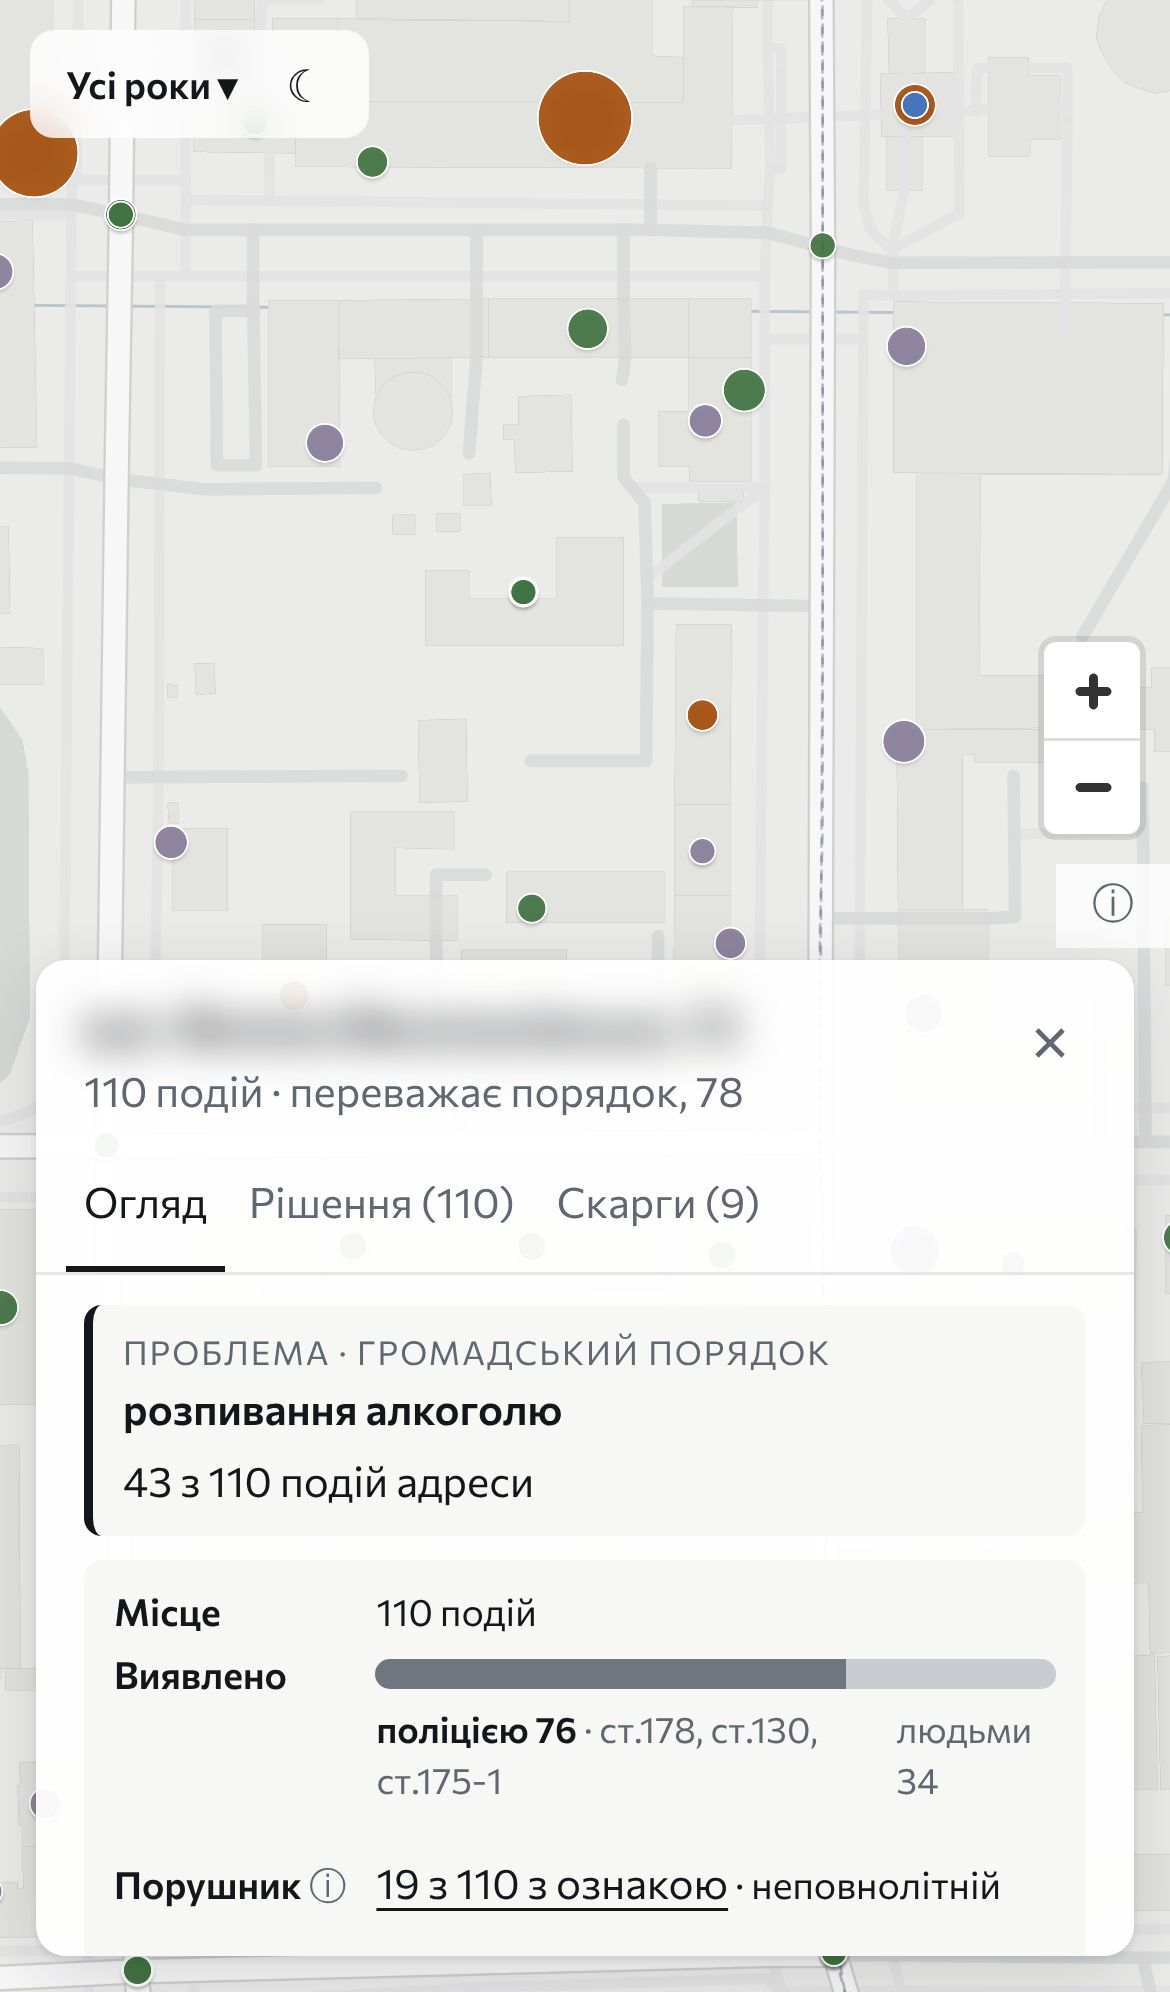 Усі роки ▾ ☾
110 подій · переважає порядок, 78
Огляд Рішення (110) Скарги (9)
ПРОБЛЕМА · ГРОМАДСЬКИЙ ПОРЯДОК
розпивання алкоголю
43 з 110 подій адреси
Місце 110 подій
Виявлено
поліцією 76 · ст.178, ст.130, людьми
ст.175-1 34
Порушник ⓘ 19 з 110 з ознакою · неповнолітній